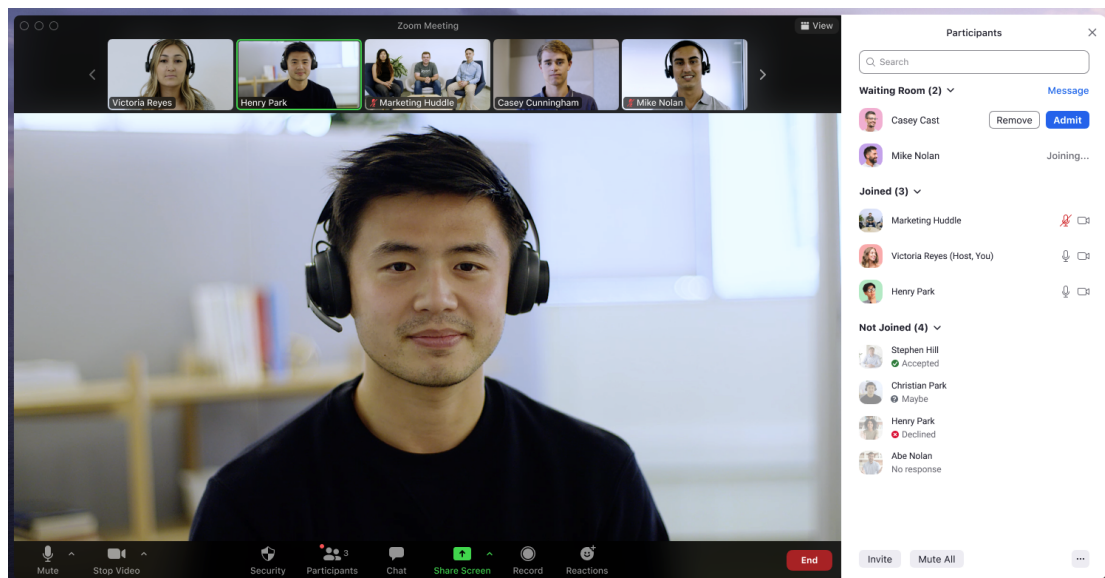 Zoom Meeting
View
Victoria Reyes
Henry Park
Marketing Huddle
Casey Cunningham
Mike Nolan
Mute
Stop Video
Security
Participants
3
Chat
Share Screen
Record
Reactions
End
Participants
Search
Waiting Room (2)
Message
Casey Cast
Remove
Admit
Mike Nolan
Joining...
Joined (3)
Marketing Huddle
Victoria Reyes (Host, You)
Henry Park
Not Joined (4)
Stephen Hill
Accepted
Christian Park
Maybe
Henry Park
Declined
Abe Nolan
No response
Invite
Mute All